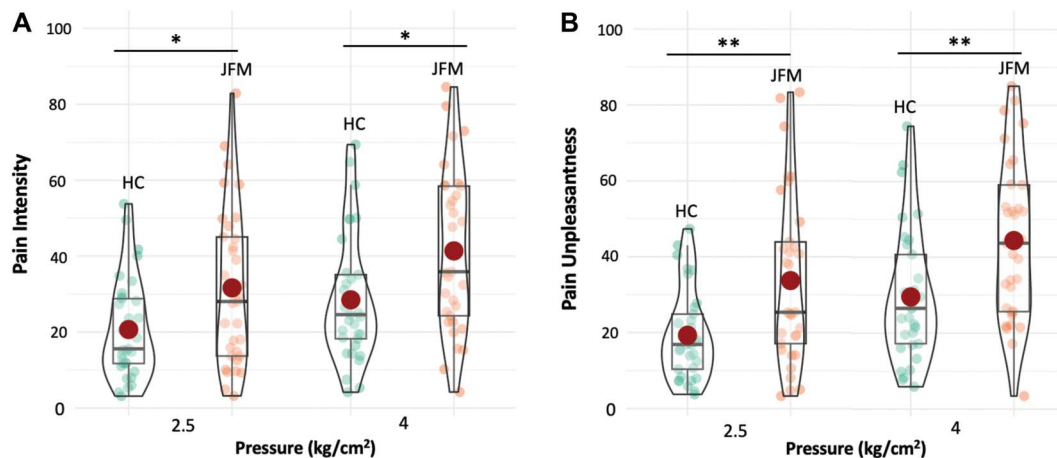 A
Pain Intensity
100
80
60
40
20
0
*
*
HC
JFM
HC
JFM
2.5
4
Pressure (kg/cm²)
B
Pain Unpleasantness
100
80
60
40
20
0
**
**
HC
JFM
HC
JFM
2.5
4
Pressure (kg/cm²)